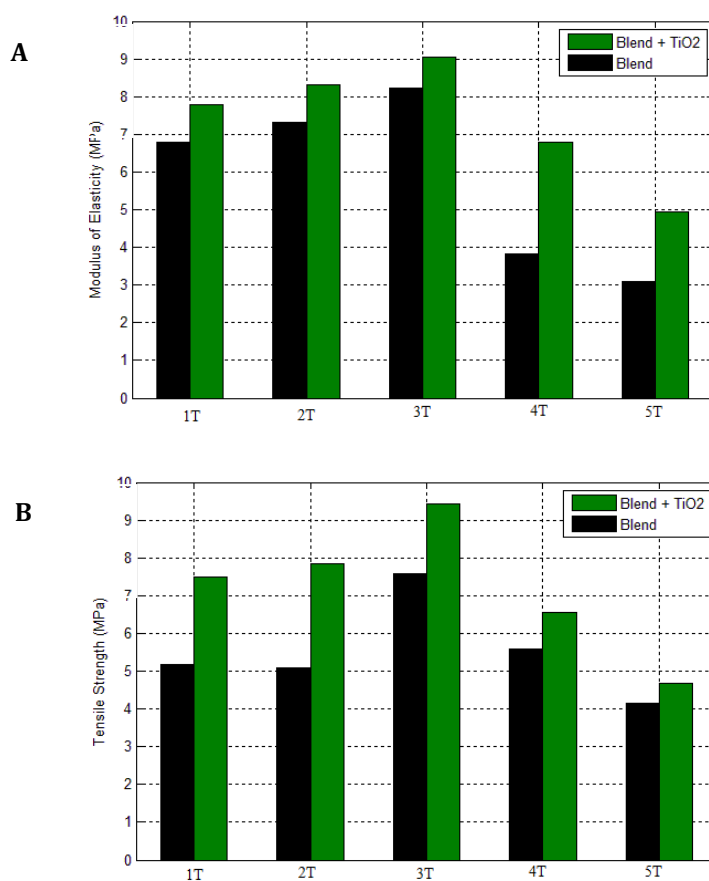 A
Modulus of Elasticity (MPa)
10
9
8
7
6
5
4
3
2
1
0
Blend + TiO2
Blend
1T 2T 3T 4T 5T
B
Tensile Strength (MPa)
10
9
8
7
6
5
4
3
2
1
0
Blend + TiO2
Blend
1T 2T 3T 4T 5T